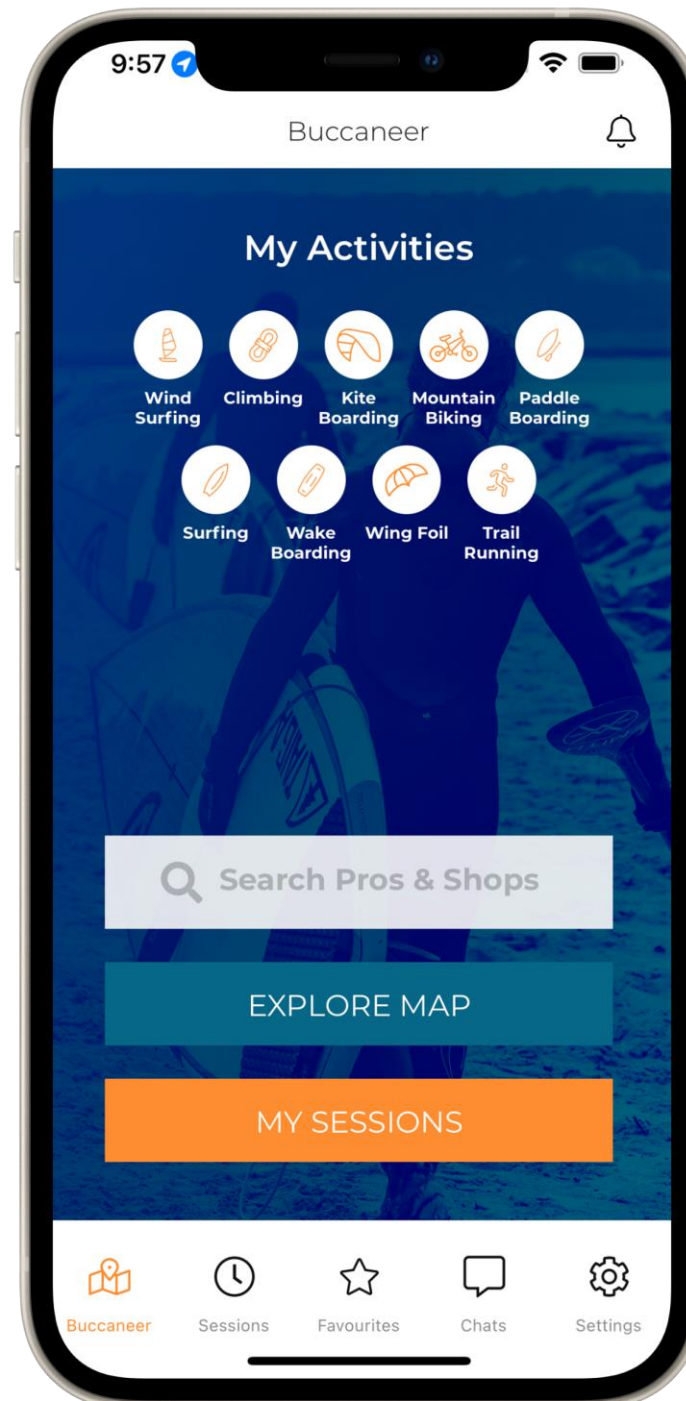 9:57
Buccaneer
My Activities
Wind
Surfing
Climbing
Kite
Boarding
Mountain
Biking
Paddle
Boarding
Surfing
Wake
Boarding
Wing Foil
Trail
Running
Search Pros & Shops
EXPLORE MAP
MY SESSIONS
Buccaneer
Sessions
Favourites
Chats
Settings